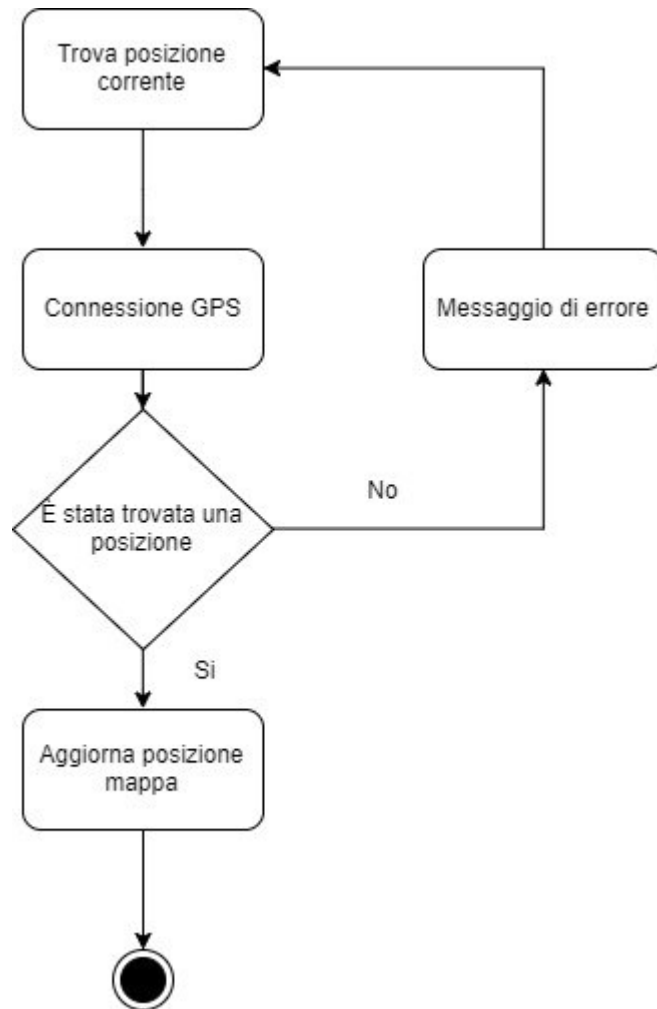 Trova posizione
corrente
Connessione GPS
Messaggio di errore
È stata trovata una
posizione
No
Si
Aggiorna posizione
mappa